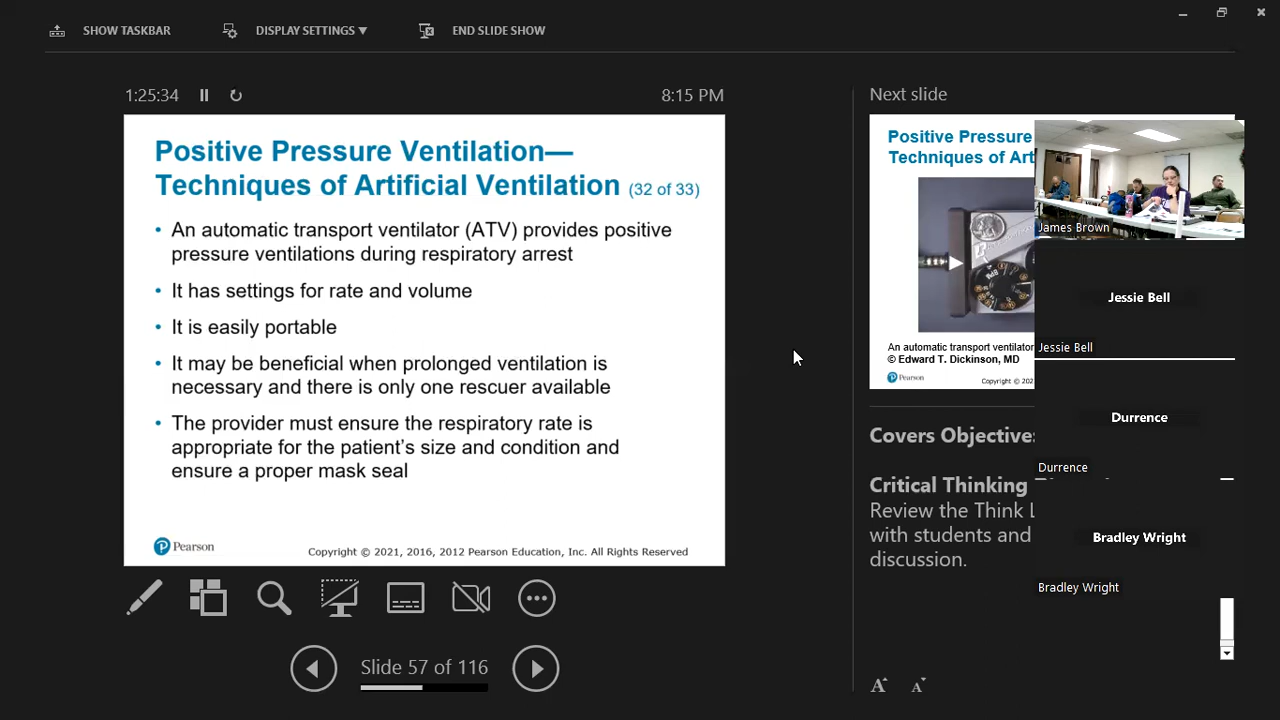 SHOW TASKBAR
DISPLAY SETTINGS ▼
END SLIDE SHOW
1:25:34
8:15 PM
Positive Pressure Ventilation—
Techniques of Artificial Ventilation (32 of 33)
• An automatic transport ventilator (ATV) provides positive
pressure ventilations during respiratory arrest
• It has settings for rate and volume
• It is easily portable
• It may be beneficial when prolonged ventilation is
necessary and there is only one rescuer available
• The provider must ensure the respiratory rate is
appropriate for the patient's size and condition and
ensure a proper mask seal
Pearson
Copyright © 2021, 2016, 2012 Pearson Education, Inc. All Rights Reserved
Slide 57 of 116
Next slide
Positive Pressure
Techniques of Art
An automatic transport ventilator
© Edward T. Dickinson, MD
Pearson
Copyright © 202
Covers Objective
Critical Thinking
Review the Think
with students and
discussion.
A A
James Brown
Jessie Bell
Jessie Bell
Durrence
Durrence
Bradley Wright
Bradley Wright